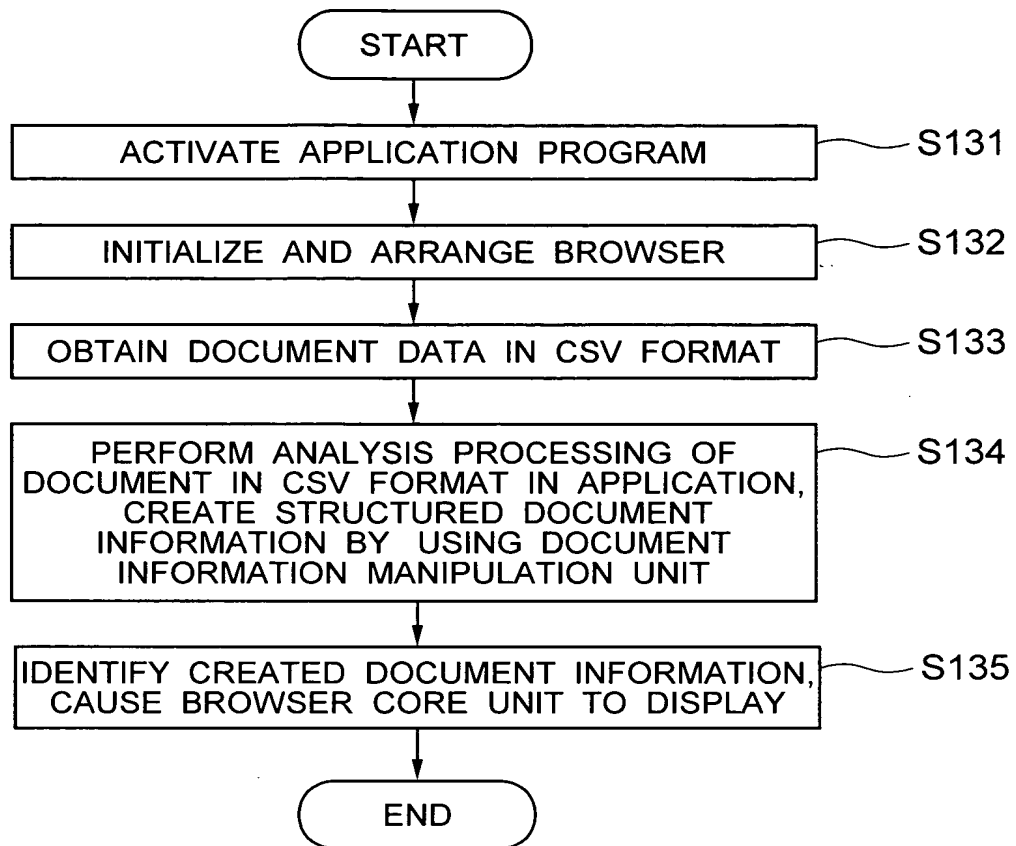 START
ACTIVATE APPLICATION PROGRAM
S131
INITIALIZE AND ARRANGE BROWSER
S132
OBTAIN DOCUMENT DATA IN CSV FORMAT
S133
PERFORM ANALYSIS PROCESSING OF
DOCUMENT IN CSV FORMAT IN APPLICATION,
CREATE STRUCTURED DOCUMENT
INFORMATION BY USING DOCUMENT
INFORMATION MANIPULATION UNIT
S134
IDENTIFY CREATED DOCUMENT INFORMATION,
CAUSE BROWSER CORE UNIT TO DISPLAY
S135
END